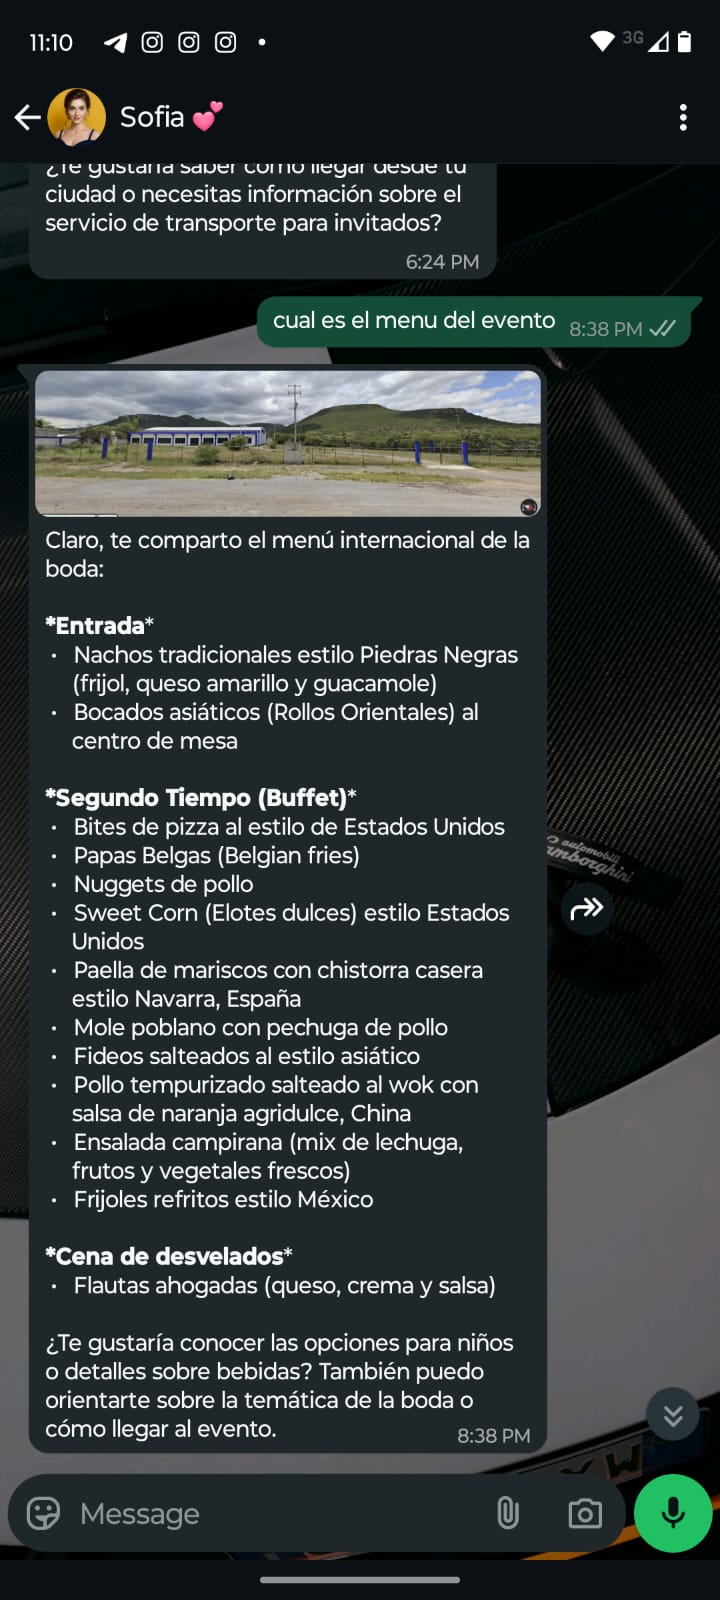 11:10
3G
Sofia 💕
¿Te gustaría saber cómo llegar desde tu
ciudad o necesitas información sobre el
servicio de transporte para invitados?
6:24 PM
cual es el menu del evento
8:38 PM
Claro, te comparto el menú internacional de la
boda:
*Entrada*
• Nachos tradicionales estilo Piedras Negras
(frijol, queso amarillo y guacamole)
• Bocados asiáticos (Rollos Orientales) al
centro de mesa
*Segundo Tiempo (Buffet)*
• Bites de pizza al estilo de Estados Unidos
• Papas Belgas (Belgian fries)
• Nuggets de pollo
• Sweet Corn (Elotes dulces) estilo Estados
Unidos
• Paella de mariscos con chistorra casera
estilo Navarra, España
• Mole poblano con pechuga de pollo
• Fideos salteados al estilo asiático
• Pollo tempurizado salteado al wok con
salsa de naranja agridulce, China
• Ensalada campirana (mix de lechuga,
frutos y vegetales frescos)
• Frijoles refritos estilo México
*Cena de desvelados*
• Flautas ahogadas (queso, crema y salsa)
¿Te gustaría conocer las opciones para niños
o detalles sobre bebidas? También puedo
orientarte sobre la temática de la boda o
cómo llegar al evento.
8:38 PM
automobili
Lamborghini
Message